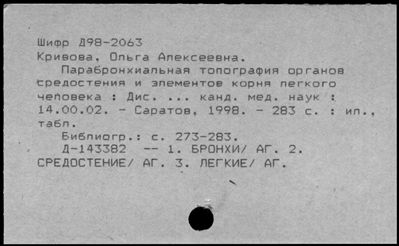 Шифр Д98-2063
Кривова, Ольга Алексеевна.
Парабронхиальная топография органов
средостения и элементов корня легкого
человека : Дис. ... канд. мед. наук :
14.00.02. - Саратов, 1998. - 283 с. : ил.,
табл.
Библиогр.: с. 273-283.
Д-143382 -- 1. БРОНХИ/ АГ. 2.
СРЕДОСТЕНИЕ/ АГ. 3. ЛЕГКИЕ/ АГ.